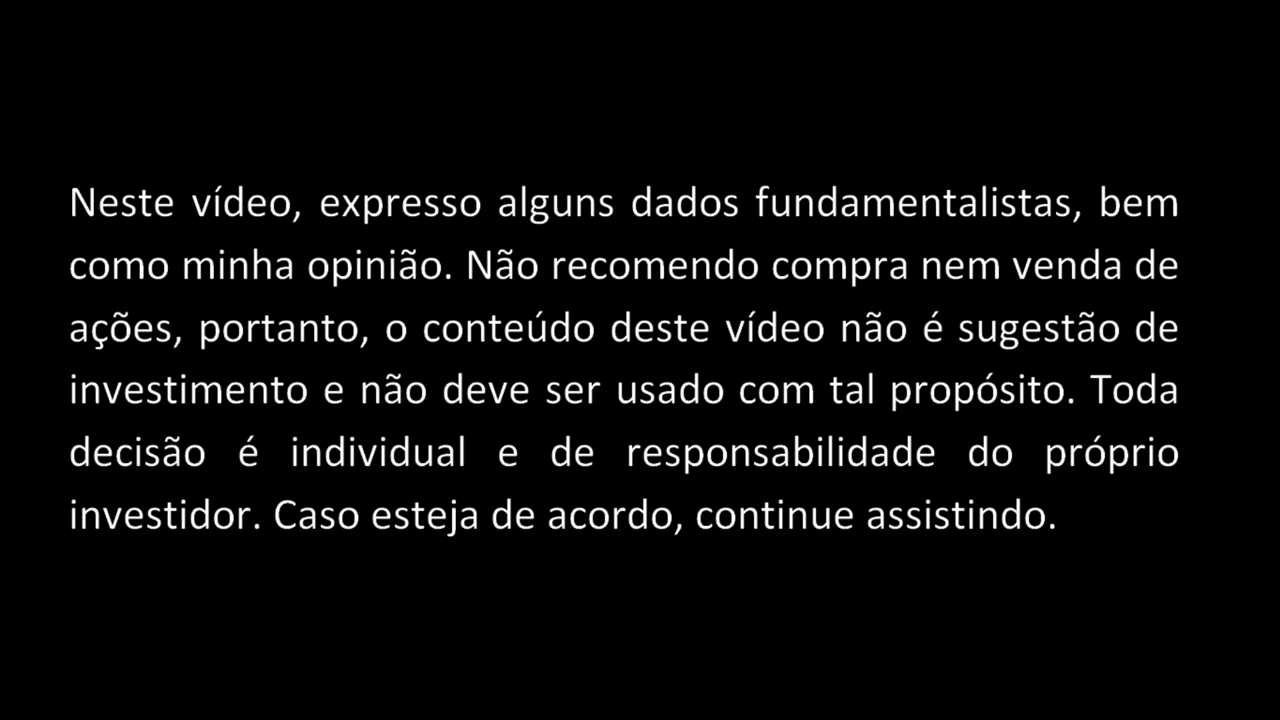 Neste vídeo, expresso alguns dados fundamentalistas, bem
como minha opinião. Não recomendo compra nem venda de
ações, portanto, o conteúdo deste vídeo não é sugestão de
investimento e não deve ser usado com tal propósito. Toda
decisão é individual e de responsabilidade do próprio
investidor. Caso esteja de acordo, continue assistindo.